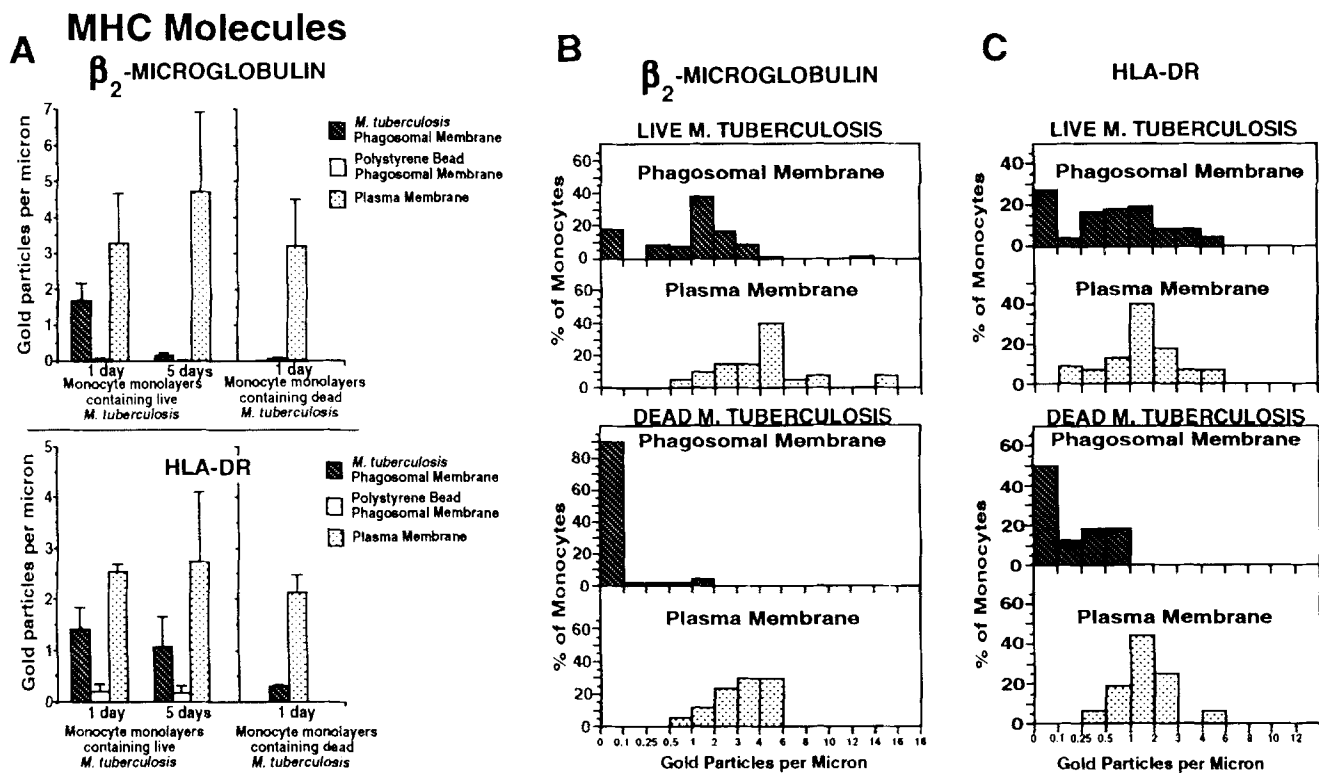 MHC Molecules
A
β2-MICROGLOBULIN
Gold particles per micron
7
6
5
4
3
2
1
0
M. tuberculosis
Phagosomal Membrane
Polystyrene Bead
Phagosomal Membrane
Plasma Membrane
1 day 5 days 1 day
Monocyte monolayers
containing live
M. tuberculosis
Monocyte monolayers
containing dead
M. tuberculosis
HLA-DR
Gold particles per micron
5
4
3
2
1
0
M. tuberculosis
Phagosomal Membrane
Polystyrene Bead
Phagosomal Membrane
Plasma Membrane
1 day 5 days 1 day
Monocyte monolayers
containing live
M. tuberculosis
Monocyte monolayers
containing dead
M. tuberculosis
B
β2-MICROGLOBULIN
LIVE M. TUBERCULOSIS
% of Monocytes
Phagosomal Membrane
60
40
20
0
Plasma Membrane
60
40
20
0
DEAD M. TUBERCULOSIS
% of Monocytes
Phagosomal Membrane
80
60
40
20
0
Plasma Membrane
60
40
20
0
0 0.1 0.25 0.5 1 2 3 4 6 8 10 12 14 16 18
Gold Particles per Micron
C
HLA-DR
LIVE M. TUBERCULOSIS
% of Monocytes
Phagosomal Membrane
40
20
0
Plasma Membrane
40
20
0
DEAD M. TUBERCULOSIS
% of Monocytes
Phagosomal Membrane
60
40
20
0
Plasma Membrane
60
40
20
0
0 0.1 0.25 0.5 1 2 3 4 6 8 10 12
Gold Particles per Micron